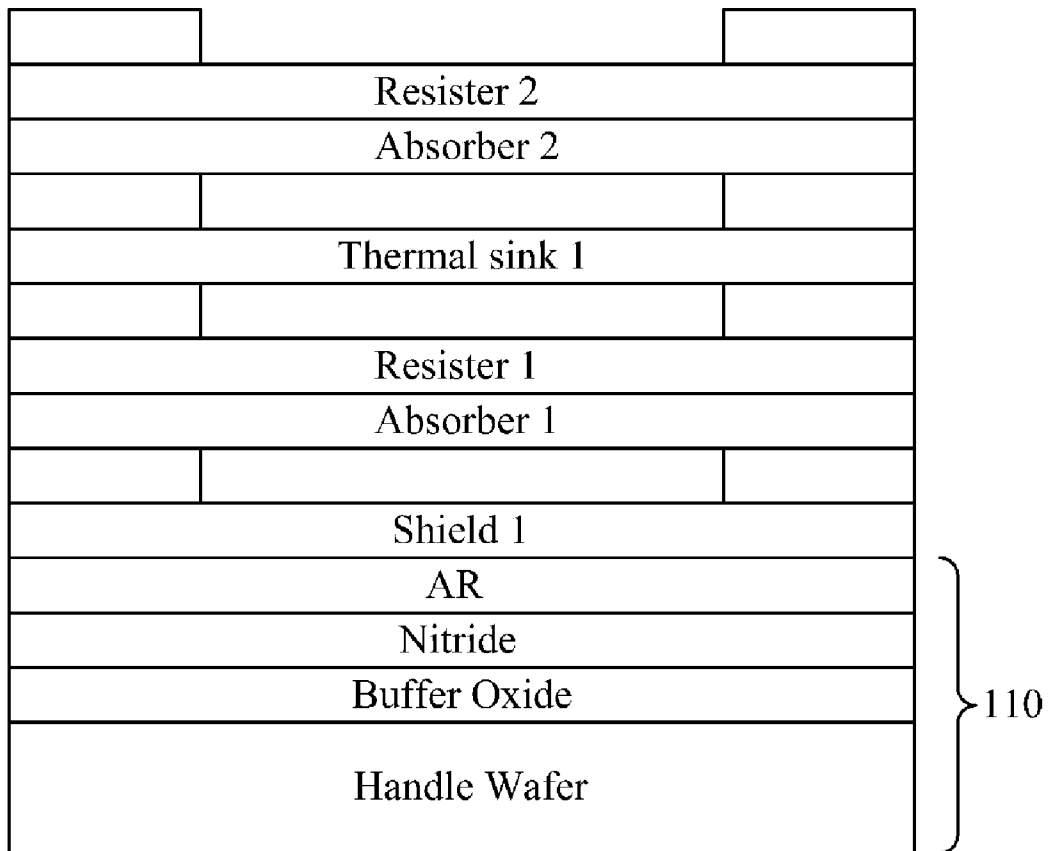 Resister 2
Absorber 2
Thermal sink 1
Resister 1
Absorber 1
Shield 1
AR
Nitride
Buffer Oxide
110
Handle Wafer